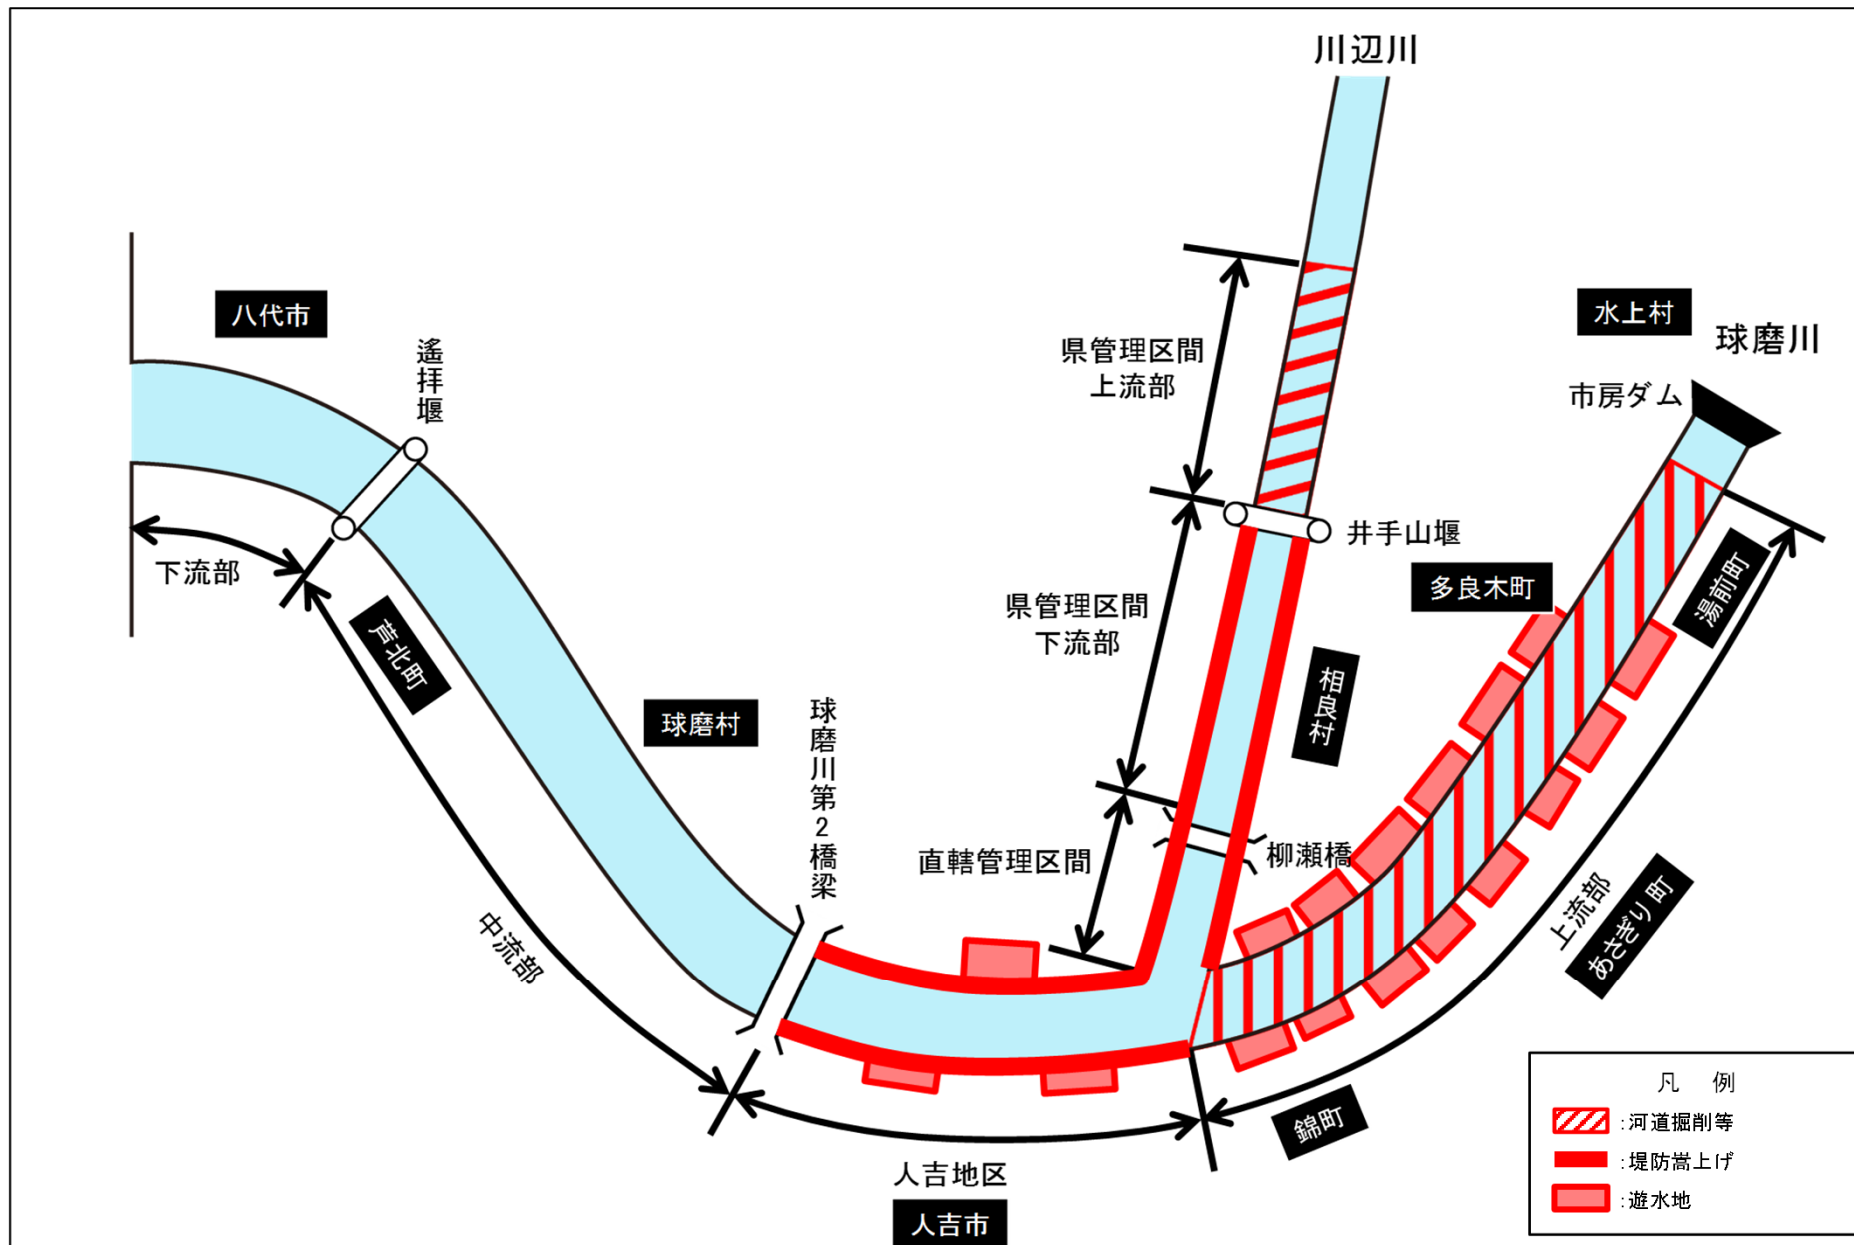 川辺川
水上村
球磨川
八代市
遙拝堰
県管理区間
上流部
市房ダム
井手山堰
下流部
多良木町
湯前町
県管理区間
下流部
芦北町
相良村
球磨村
球磨川第2橋梁
直轄管理区間
柳瀬橋
中流部
上流部
あさぎり町
錦町
人吉地区
人吉市
凡 例
:河道掘削等
:堤防嵩上げ
:遊水地